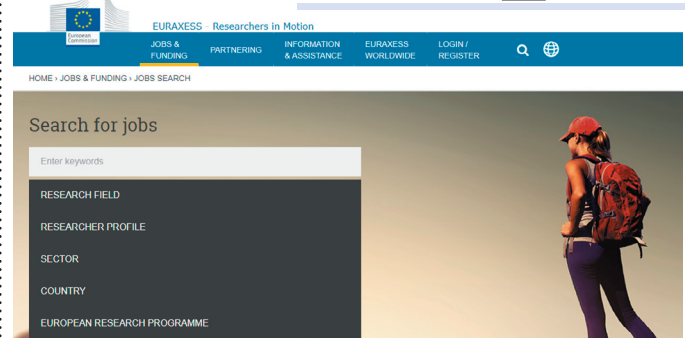 European
Commission
EURAXESS - Researchers in Motion
JOBS &
FUNDING
PARTNERING
INFORMATION
& ASSISTANCE
EURAXESS
WORLDWIDE
LOGIN /
REGISTER
HOME › JOBS & FUNDING › JOBS SEARCH
Search for jobs
Enter keywords
RESEARCH FIELD
RESEARCHER PROFILE
SECTOR
COUNTRY
EUROPEAN RESEARCH PROGRAMME